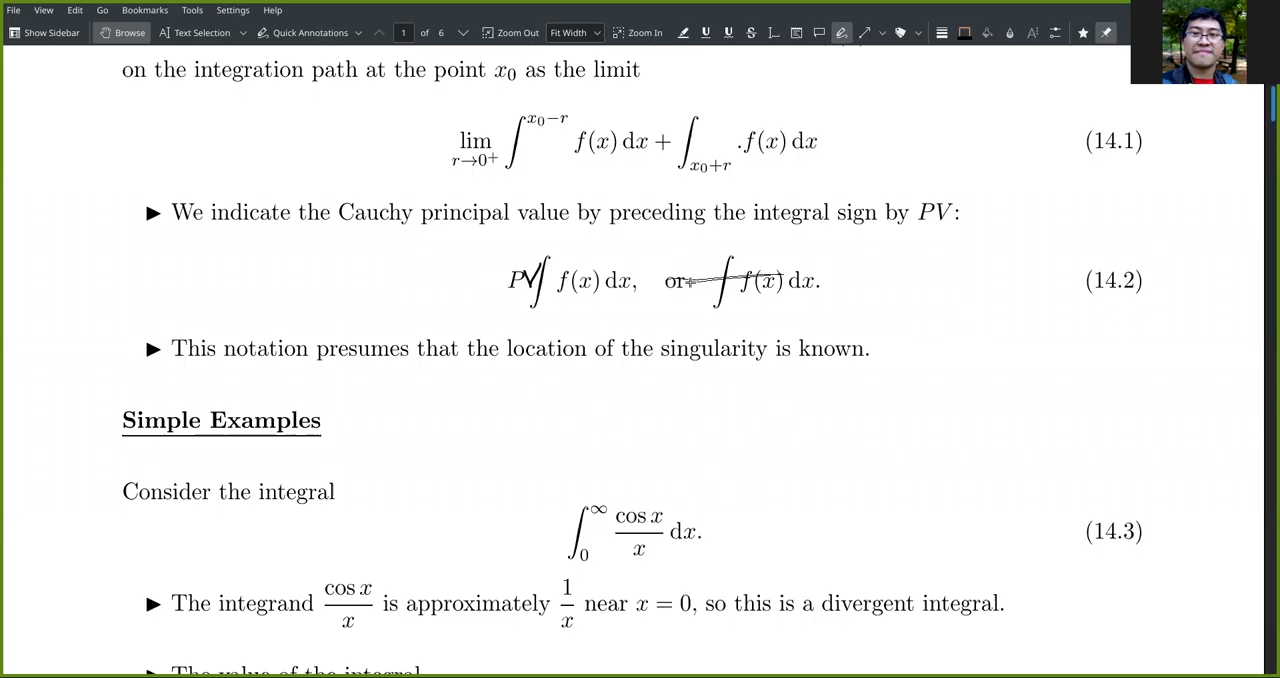 File View Edit Go Bookmarks Tools Settings Help
Show Sidebar Browse Text Selection Quick Annotations 1 of 6 Zoom Out Fit Width Zoom In
on the integration path at the point x₀ as the limit
lim r→0⁺ ∫^{x₀−r} f(x) dx + ∫_{x₀+r} .f(x) dx (14.1)
► We indicate the Cauchy principal value by preceding the integral sign by PV:
PV∫ f(x) dx, or ∫ f(x) dx. (14.2)
► This notation presumes that the location of the singularity is known.
Simple Examples
Consider the integral
∫₀^∞ cos x / x dx. (14.3)
► The integrand cos x / x is approximately 1 / x near x = 0, so this is a divergent integral.
► The value of the integral